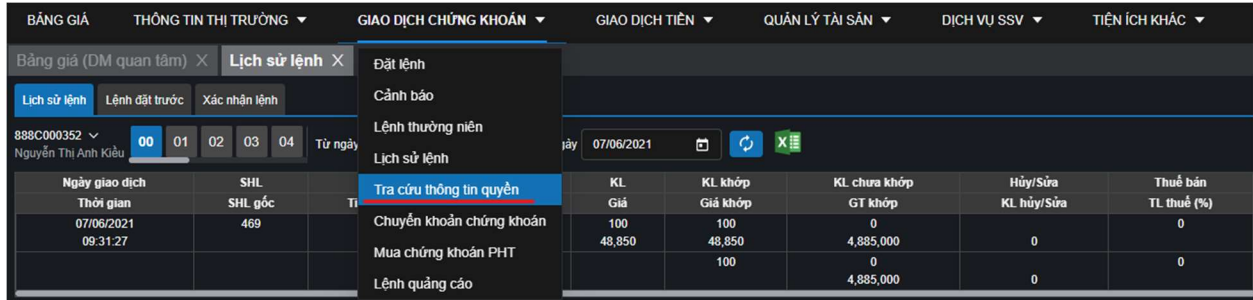 BẢNG GIÁ THÔNG TIN THỊ TRƯỜNG GIAO DỊCH CHỨNG KHOÁN GIAO DỊCH TIỀN QUẢN LÝ TÀI SẢN DỊCH VỤ SSV TIỆN ÍCH KHÁC
Bảng giá (DM quan tâm) X Lịch sử lệnh X
Đặt lệnh
Cảnh báo
Lệnh thường niên
Lịch sử lệnh
Tra cứu thông tin quyền
Chuyển khoản chứng khoán
Mua chứng khoán PHT
Lệnh quảng cáo
Lịch sử lệnh Lệnh đặt trước Xác nhận lệnh
888C000352
Nguyễn Thị Anh Kiều
00 01 02 03 04 Từ ngày 07/06/2021
Ngày giao dịch SHL KL KL khớp KL chưa khớp Hủy/Sửa Thuế bán
Thời gian SHL gốc Giá Giá khớp GT khớp KL hủy/Sửa TL thuế (%)
07/06/2021 469 100 100 0 0
09:31:27 48,850 48,850 4,885,000 0
100 0 0
4,885,000 0